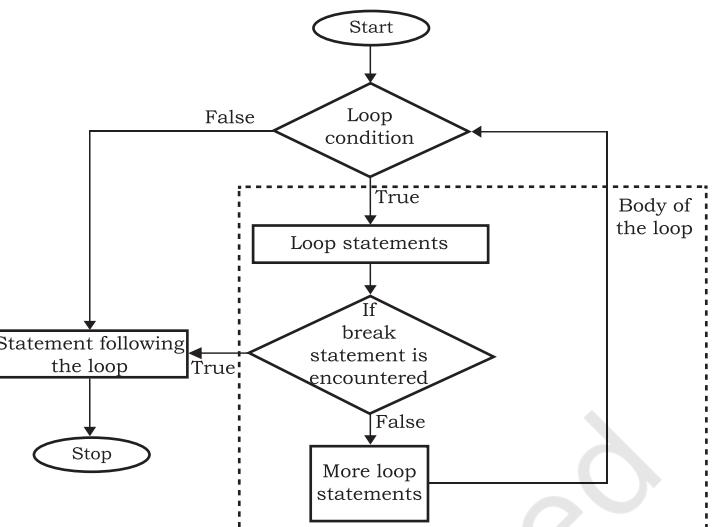 Start
Loop
condition
False
True
Body of
the loop
Loop statements
If
break
statement is
encountered
Statement following
the loop
True
False
Stop
More loop
statements
ed